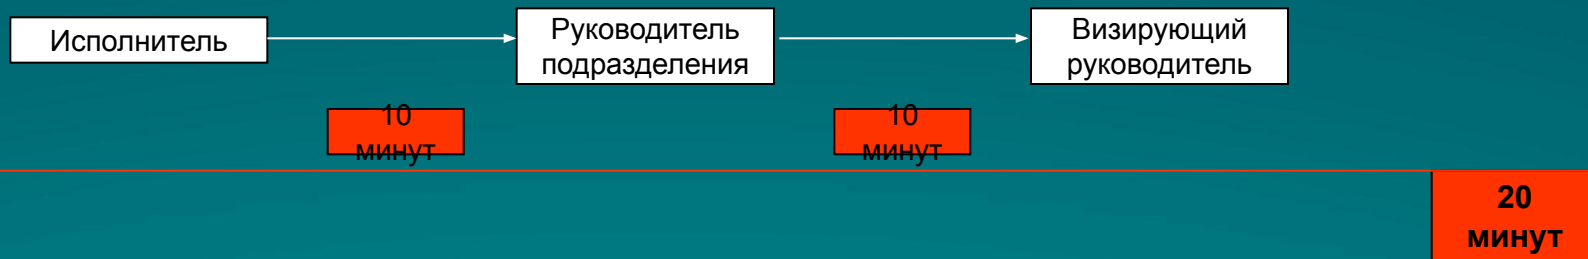 Исполнитель
Руководитель
подразделения
Визирующий
руководитель
10
минут
10
минут
20
минут